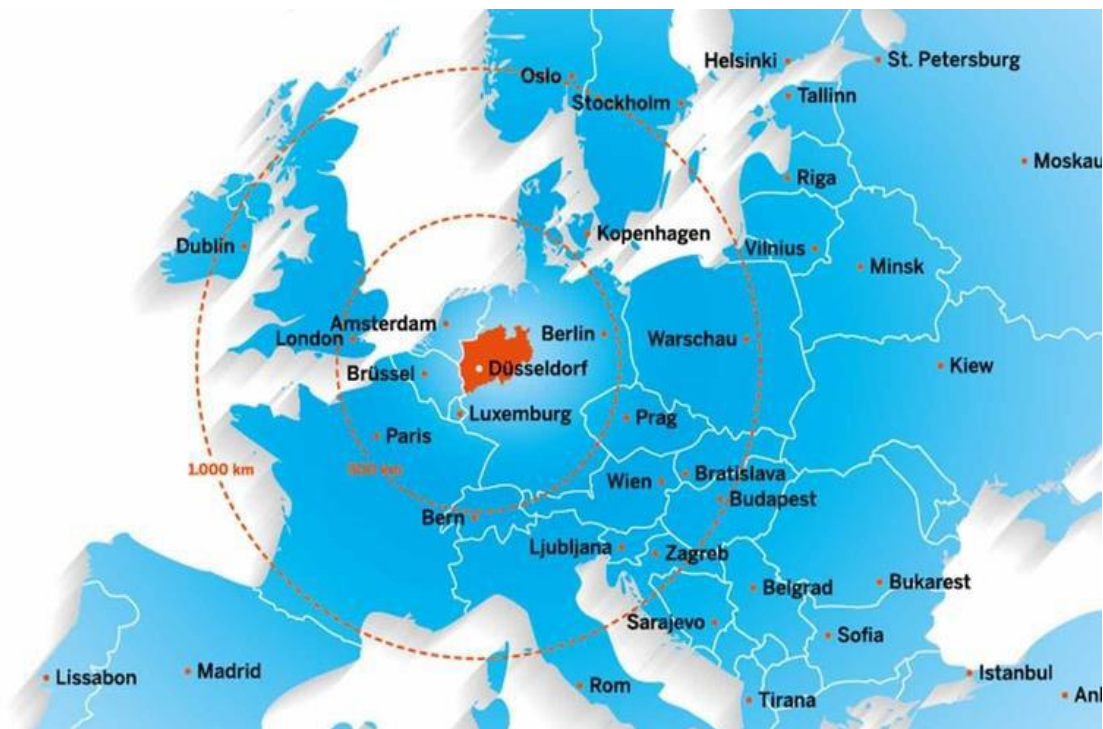 Oslo
Helsinki
St. Petersburg
Stockholm
Tallinn
Moskau
Riga
Kopenhagen
Dublin
Vilnius
Minsk
Amsterdam
Berlin
London
Warschau
Düsseldorf
Brüssel
Kiew
Luxemburg
Prag
Paris
1.000 km
500 km
Bratislava
Wien
Budapest
Bern
Ljubljana
Zagreb
Belgrad
Bukarest
Sarajevo
Sofia
Lissabon
Madrid
Rom
Istanbul
Tirana
Ank